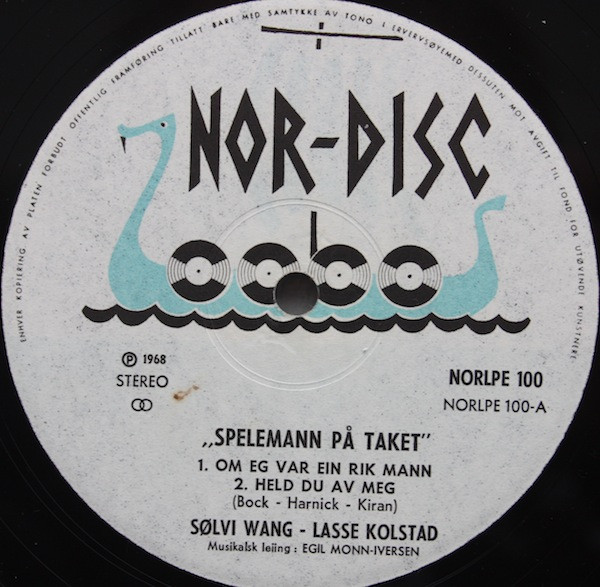 ENHVER KOPIERING AV PLATEN FORBUDT OFFENTLIG FRAMFØRING TILLATT BARE MED SAMTYKKE AV TONO I ERVERVSØYEMED DESSUTEN MOT AVGIFT TIL FOND FOR UTØVENDE KUNSTNERE
NOR-DISC
Ⓟ 1968
STEREO
NORLPE 100
NORLPE 100-A
„SPELEMANN PÅ TAKET"
1. OM EG VAR EIN RIK MANN
2. HELD DU AV MEG
(Bock - Harnick - Kiran)
SØLVI WANG - LASSE KOLSTAD
Musikalsk leiing : EGIL MONN-IVERSEN